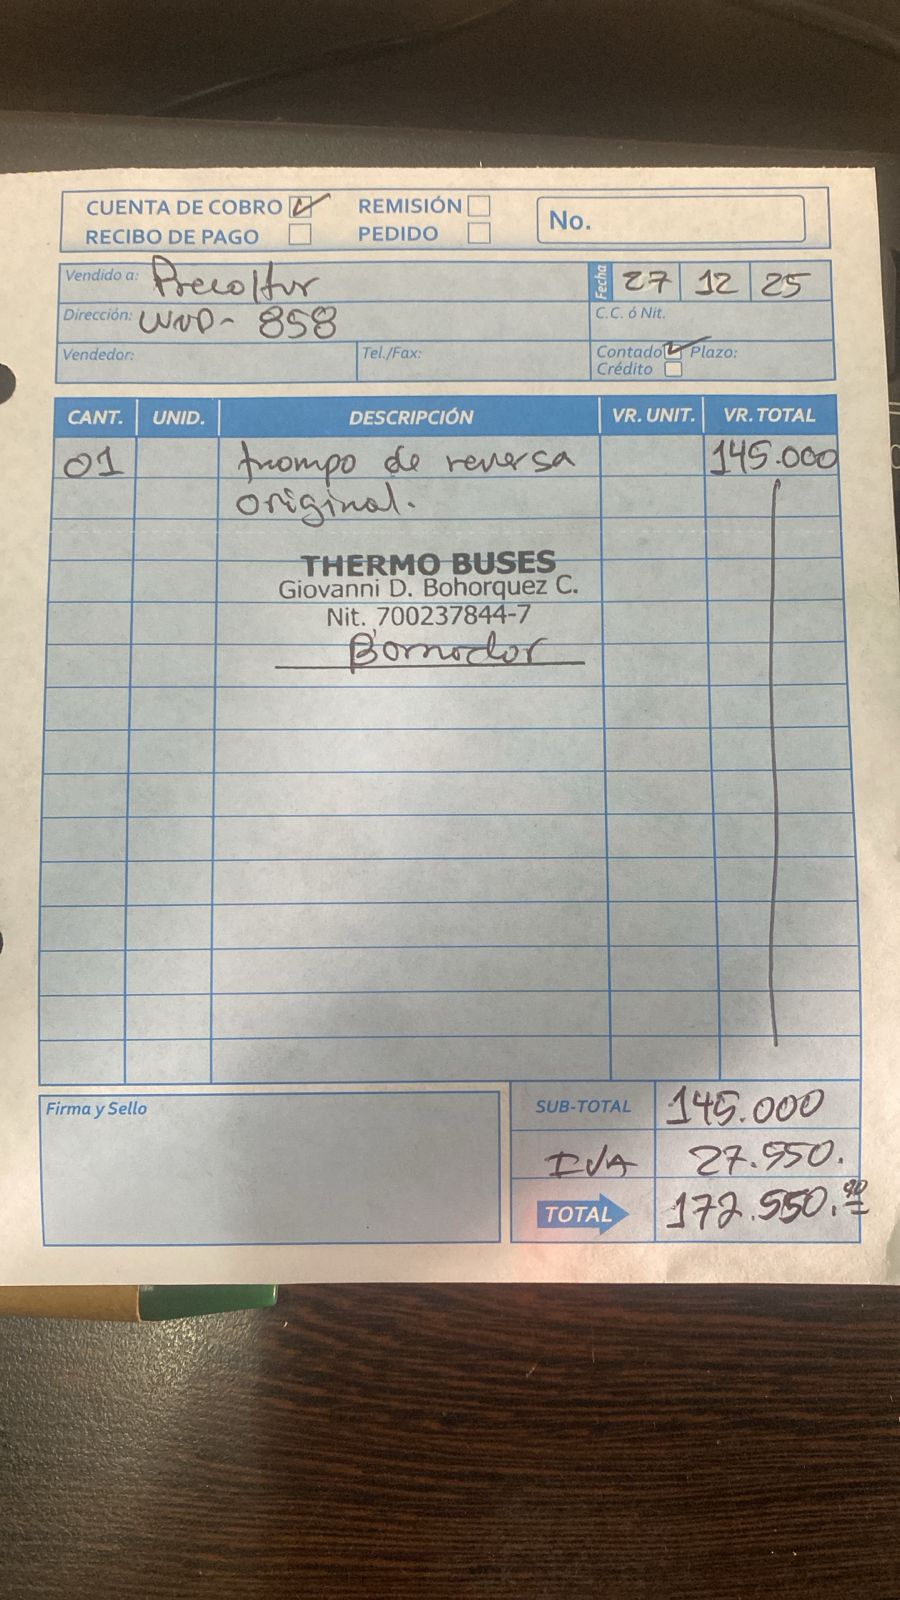 CUENTA DE COBRO REMISIÓN No.
RECIBO DE PAGO PEDIDO
Vendido a: Precoltur Fecha 27 12 25
Dirección: WND- 858 C.C. ó Nit.
Vendedor: Tel./Fax: Contado Plazo:
Crédito
CANT. UNID. DESCRIPCIÓN VR. UNIT. VR. TOTAL
01 trompo de reversa 145.000
original.
THERMO BUSES
Giovanni D. Bohorquez C.
Nit. 700237844-7
Firma y Sello SUB-TOTAL 145.000
IVA 27.550.
TOTAL 172.550.